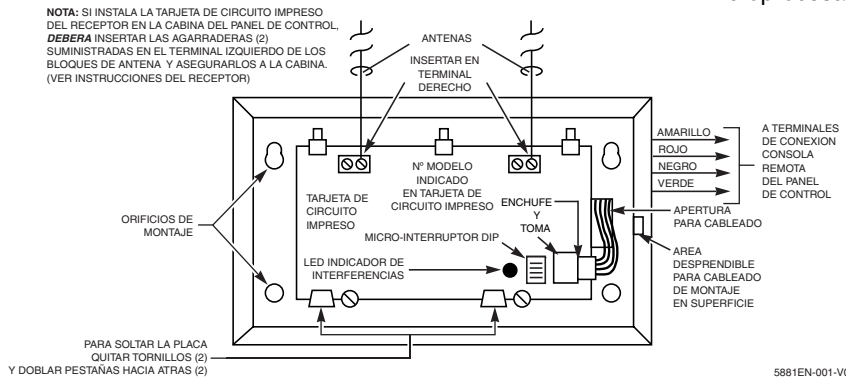 NOTA: SI INSTALA LA TARJETA DE CIRCUITO IMPRESO
DEL RECEPTOR EN LA CABINA DEL PANEL DE CONTROL,
DEBERA INSERTAR LAS AGARRADERAS (2)
SUMINISTRADAS EN EL TERMINAL IZQUIERDO DE LOS
BLOQUES DE ANTENA Y ASEGURARLOS A LA CABINA.
(VER INSTRUCCIONES DEL RECEPTOR)
ANTENAS
INSERTAR EN
TERMINAL
DERECHO
AMARILLO
ROJO
NEGRO
VERDE
A TERMINALES
DE CONEXION
CONSOLA
REMOTA
DEL PANEL
DE CONTROL
Nº MODELO
INDICADO
EN TARJETA DE
CIRCUITO IMPRESO
TARJETA DE
CIRCUITO
IMPRESO
ENCHUFE
Y
TOMA
APERTURA
PARA CABLEADO
ORIFICIOS DE
MONTAJE
MICRO-INTERRUPTOR DIP
LED INDICADOR DE
INTERFERENCIAS
AREA
DESPRENDIBLE
PARA CABLEADO
DE MONTAJE
EN SUPERFICIE
PARA SOLTAR LA PLACA
QUITAR TORNILLOS (2)
Y DOBLAR PESTAÑAS HACIA ATRAS (2)
5881EN-001-V0